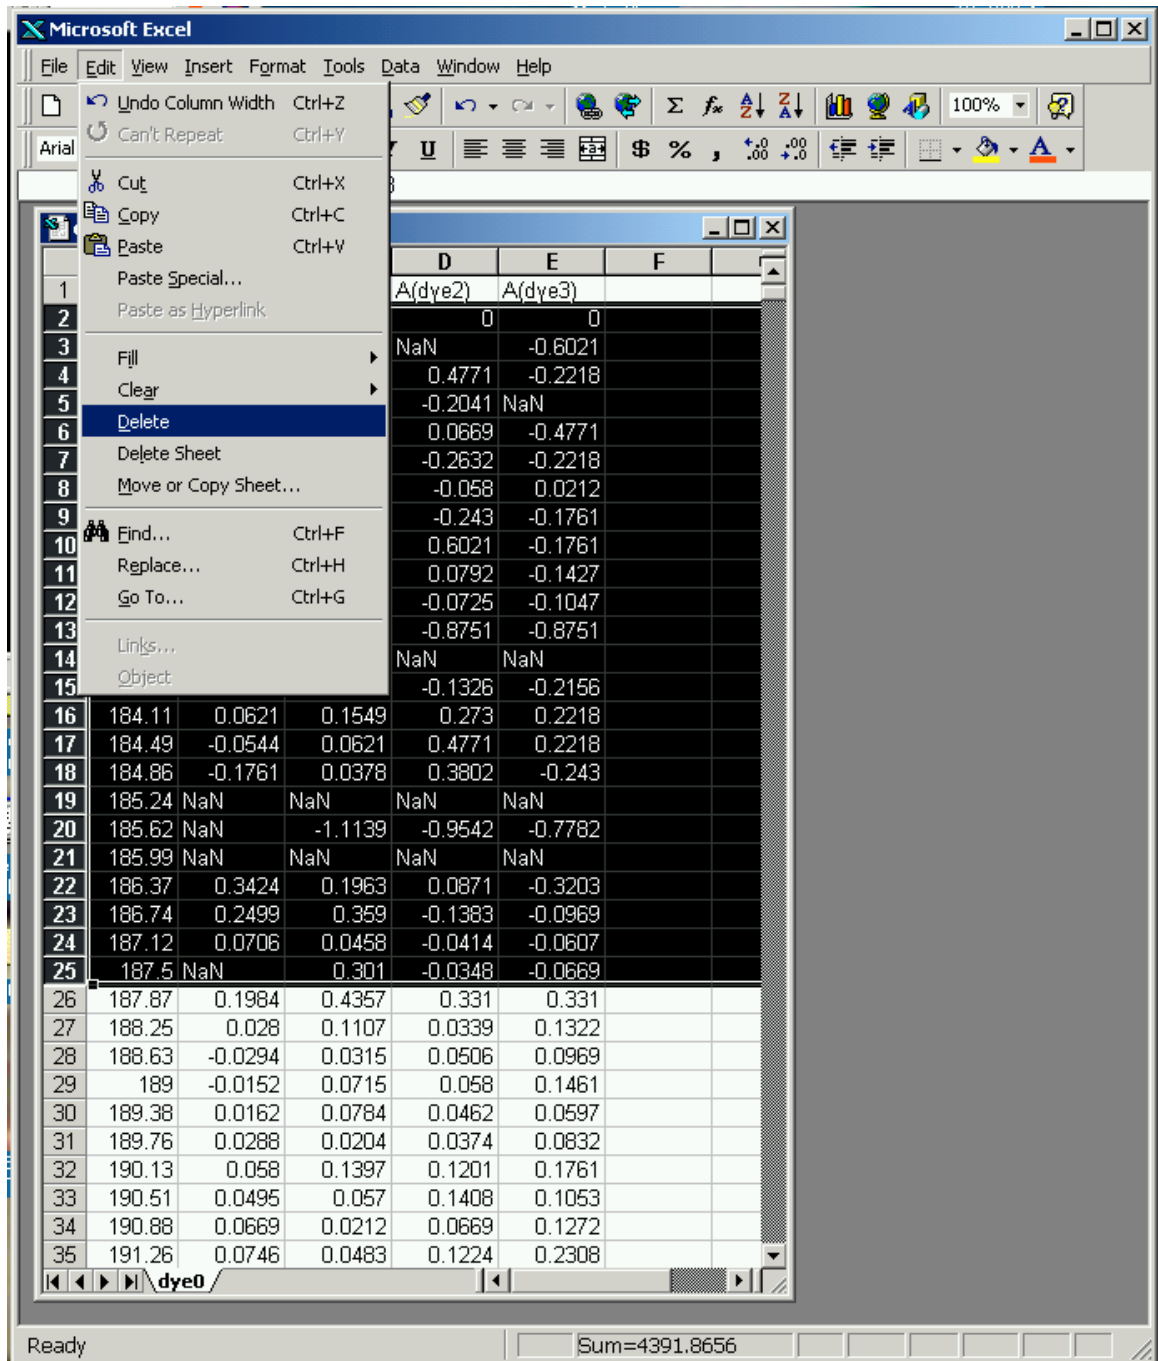 Microsoft Excel
File Edit View Insert Format Tools Data Window Help
Undo Column Width Ctrl+Z
Can't Repeat Ctrl+Y
Cut Ctrl+X
Copy Ctrl+C
Paste Ctrl+V
Paste Special...
Paste as Hyperlink
Fill
Clear
Delete
Delete Sheet
Move or Copy Sheet...
Find... Ctrl+F
Replace... Ctrl+H
Go To... Ctrl+G
Links...
Object
100%
Arial U $ % ,
D E F
1 A(dye2) A(dye3)
2 0 0
3 NaN -0.6021
4 0.4771 -0.2218
5 -0.2041 NaN
6 0.0669 -0.4771
7 -0.2632 -0.2218
8 -0.058 0.0212
9 -0.243 -0.1761
10 0.6021 -0.1761
11 0.0792 -0.1427
12 -0.0725 -0.1047
13 -0.8751 -0.8751
14 NaN NaN
15 -0.1326 -0.2156
16 184.11 0.0621 0.1549 0.273 0.2218
17 184.49 -0.0544 0.0621 0.4771 0.2218
18 184.86 -0.1761 0.0378 0.3802 -0.243
19 185.24 NaN NaN NaN NaN
20 185.62 NaN -1.1139 -0.9542 -0.7782
21 185.99 NaN NaN NaN NaN
22 186.37 0.3424 0.1963 0.0871 -0.3203
23 186.74 0.2499 0.359 -0.1383 -0.0969
24 187.12 0.0706 0.0458 -0.0414 -0.0607
25 187.5 NaN 0.301 -0.0348 -0.0669
26 187.87 0.1984 0.4357 0.331 0.331
27 188.25 0.028 0.1107 0.0339 0.1322
28 188.63 -0.0294 0.0315 0.0506 0.0969
29 189 -0.0152 0.0715 0.058 0.1461
30 189.38 0.0162 0.0784 0.0462 0.0597
31 189.76 0.0288 0.0204 0.0374 0.0832
32 190.13 0.058 0.1397 0.1201 0.1761
33 190.51 0.0495 0.057 0.1408 0.1053
34 190.88 0.0669 0.0212 0.0669 0.1272
35 191.26 0.0746 0.0483 0.1224 0.2308
dye0
Ready Sum=4391.8656